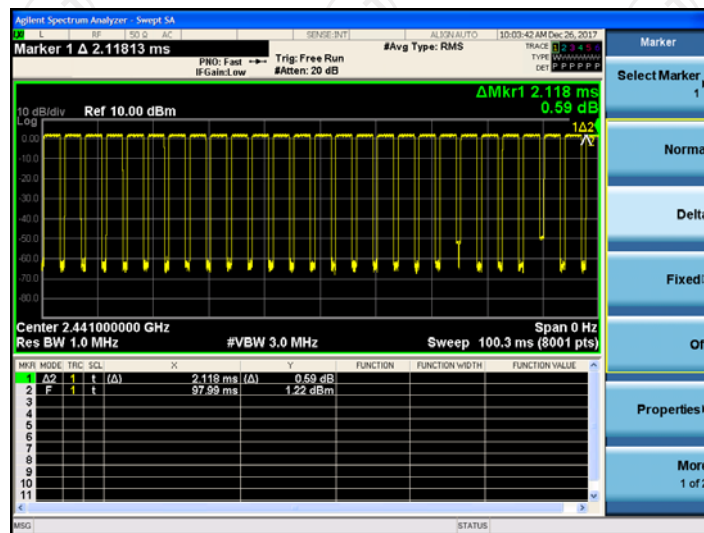 Agilent Spectrum Analyzer - Swept SA
L RF 50 Ω AC SENSE:INT ALIGN AUTO 10:03:42 AM Dec 26, 2017
Marker 1 Δ 2.11813 ms
PNO: Fast
IFGain:Low
Trig: Free Run
#Atten: 20 dB
#Avg Type: RMS
TRACE 1 2 3 4 5 6
TYPE W
DET P P P P P P
ΔMkr1 2.118 ms
0.59 dB
10 dB/div Ref 10.00 dBm
Log
1Δ2
0.00
-10.0
-20.0
-30.0
-40.0
-50.0
-60.0
-70.0
-80.0
Center 2.441000000 GHz Span 0 Hz
Res BW 1.0 MHz #VBW 3.0 MHz Sweep 100.3 ms (8001 pts)
MKR MODE TRC SCL X Y FUNCTION FUNCTION WIDTH FUNCTION VALUE
1 Δ2 1 t (Δ) 2.118 ms (Δ) 0.59 dB
2 F 1 t 97.99 ms 1.22 dBm
3
4
5
6
7
8
9
10
11
MSG STATUS
Marker
Select Marker
1
Norma
Delta
Fixed
Of
Properties
More
1 of 2